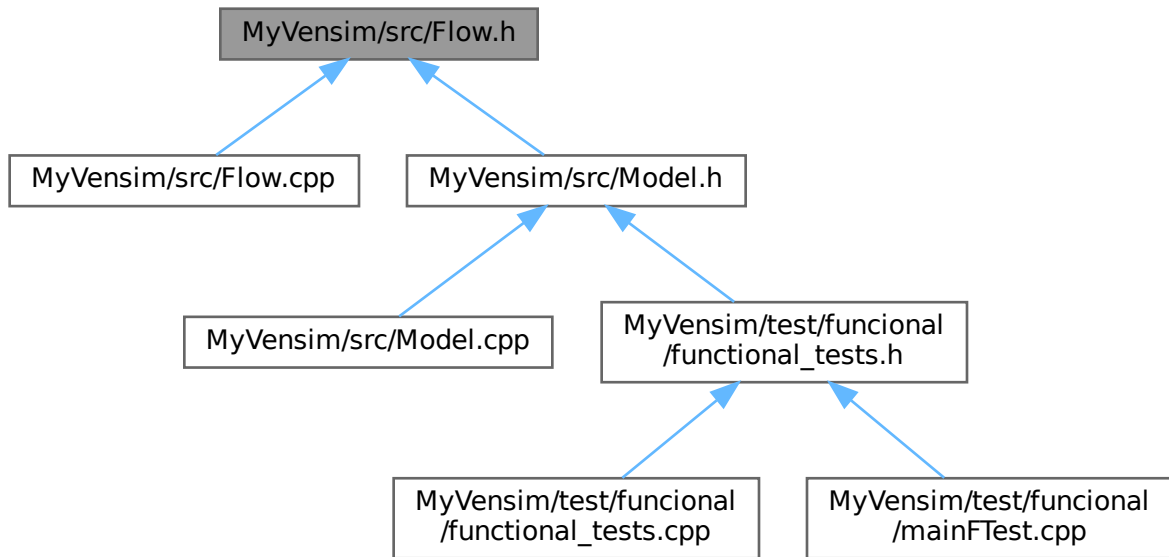 MyVensim/src/Flow.h
MyVensim/src/Flow.cpp
MyVensim/src/Model.h
MyVensim/src/Model.cpp
MyVensim/test/funcional
/functional_tests.h
MyVensim/test/funcional
/functional_tests.cpp
MyVensim/test/funcional
/mainFTest.cpp